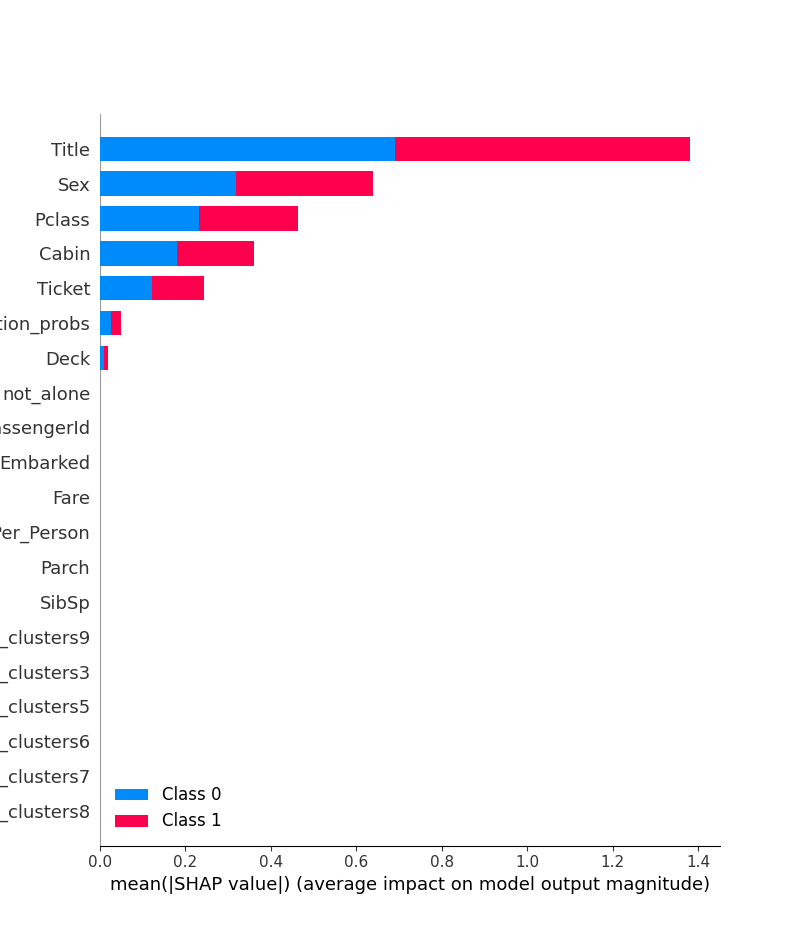 Title
Sex
Pclass
Cabin
Ticket
tion_probs
Deck
not_alone
assengerId
Embarked
Fare
Per_Person
Parch
SibSp
_clusters9
_clusters3
_clusters5
_clusters6
_clusters7
_clusters8
Class 0
Class 1
0.0 0.2 0.4 0.6 0.8 1.0 1.2 1.4
mean(|SHAP value|) (average impact on model output magnitude)